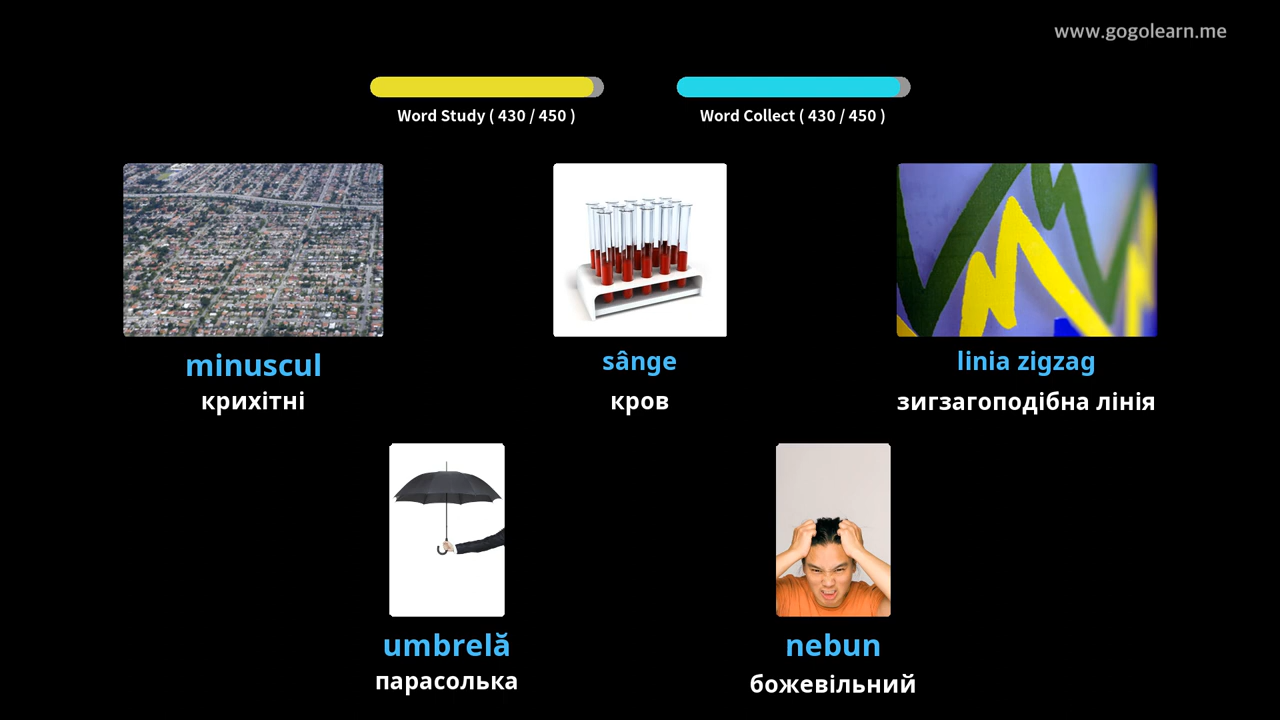 www.gogolearn.me
Word Study ( 430 / 450 )
Word Collect ( 430 / 450 )
minuscul
крихітні
sânge
кров
linia zigzag
зигзагоподібна лінія
umbrelă
парасолька
nebun
божевільний